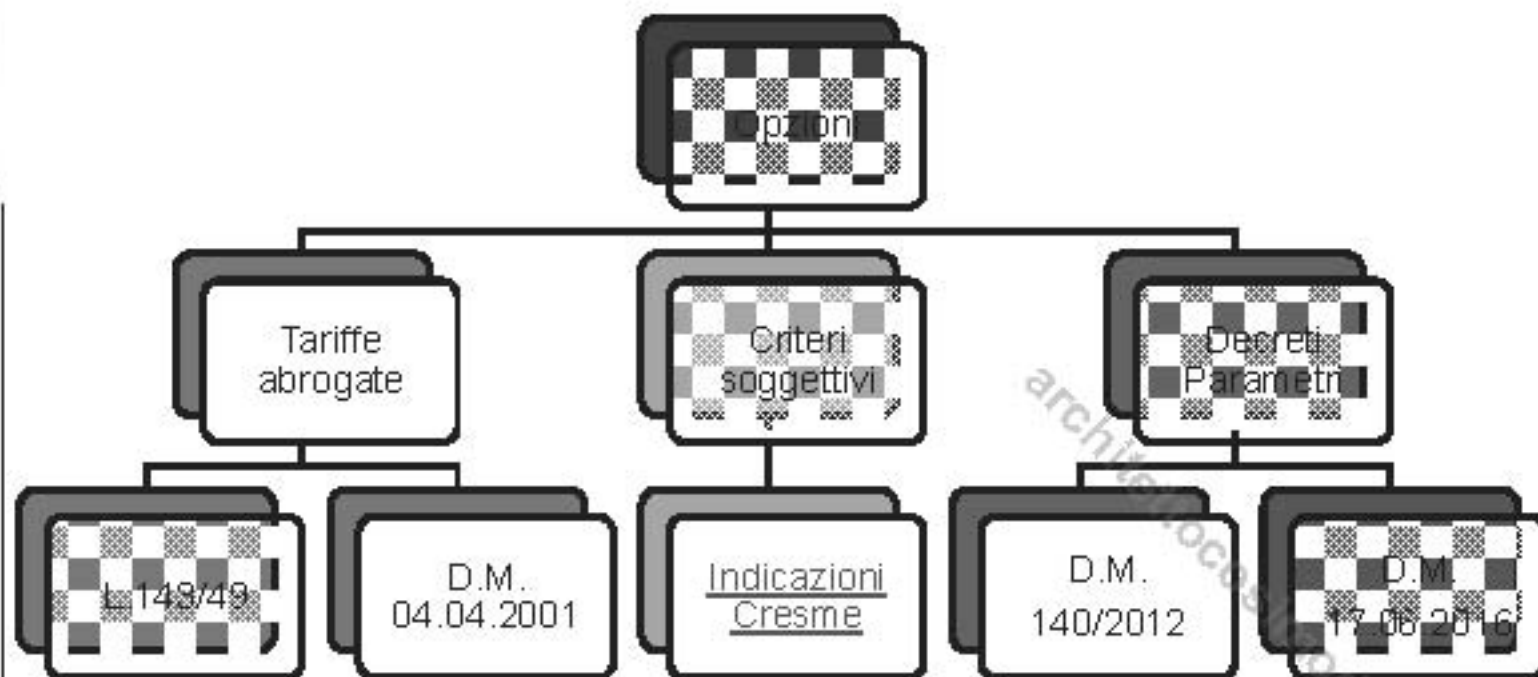 Opzioni
Tariffe
abrogate
Criteri
soggettivi
Decreti
Parametri
L.143/49
D.M.
04.04.2001
Indicazioni
Cresme
D.M.
140/2012
D.M.
17.06.2016